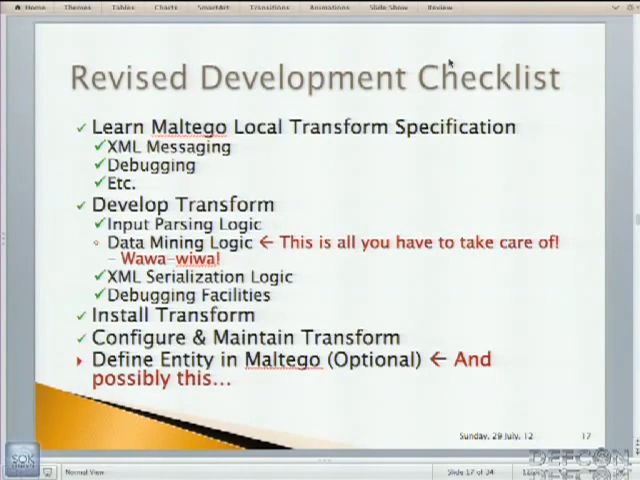 Home Themes Tables Charts SmartArt Transitions Animations Slide Show Review
Revised Development Checklist
✓ Learn Maltego Local Transform Specification
✓XML Messaging
✓Debugging
✓Etc.
✓ Develop Transform
✓Input Parsing Logic
◦ Data Mining Logic ← This is all you have to take care of!
– Wawa-wiwa!
✓XML Serialization Logic
✓Debugging Facilities
✓ Install Transform
✓ Configure & Maintain Transform
Define Entity in Maltego (Optional) ← And
possibly this...
Sunday, 29 July, 12 17
SOK
DEFCON
Normal View Slide 17 of 34